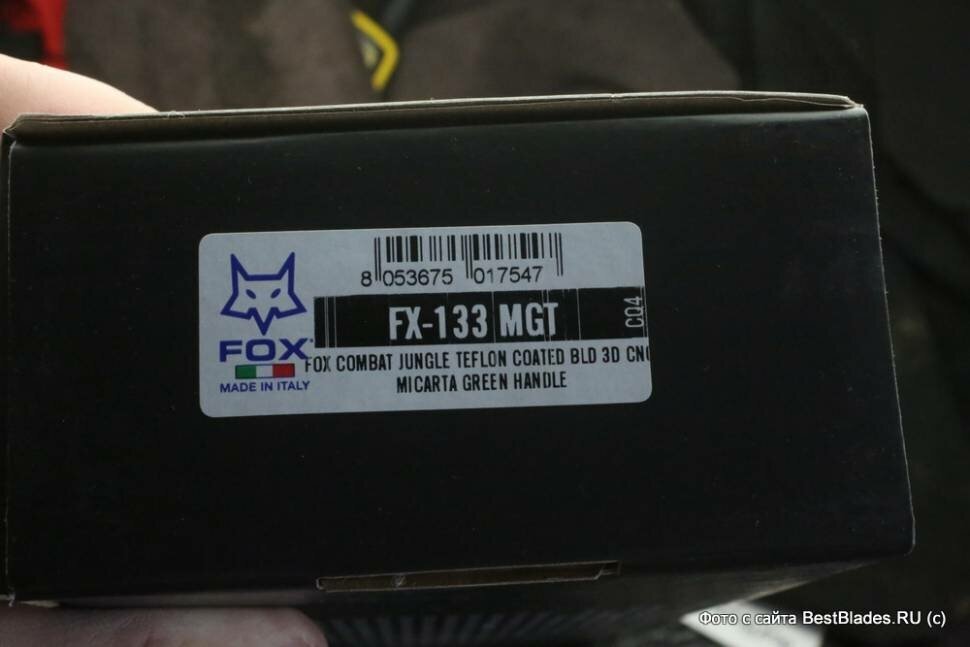 8 053675 017547
FX-133 MGT
CQ4
FOX
FOX COMBAT JUNGLE TEFLON COATED BLD 3D CN
MICARTA GREEN HANDLE
MADE IN ITALY
Фото с сайта BestBlades.RU (c)